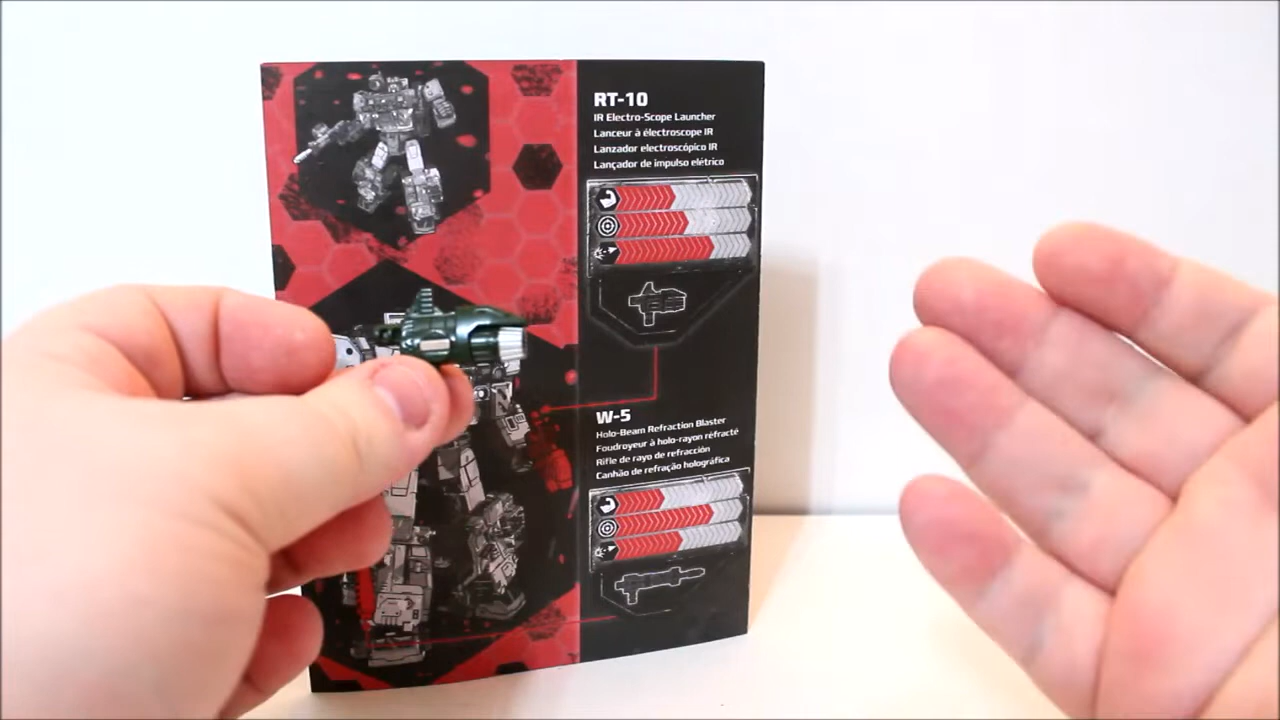 RT-10
IR Electro-Scope Launcher
Lanceur à électroscope IR
Lanzador electroscópico IR
Lançador de impulso elétrico
W-5
Holo-Beam Refraction Blaster
Foudroyeur à holo-rayon réfracté
Rifle de rayo de refracción
Canhão de refração holográfica